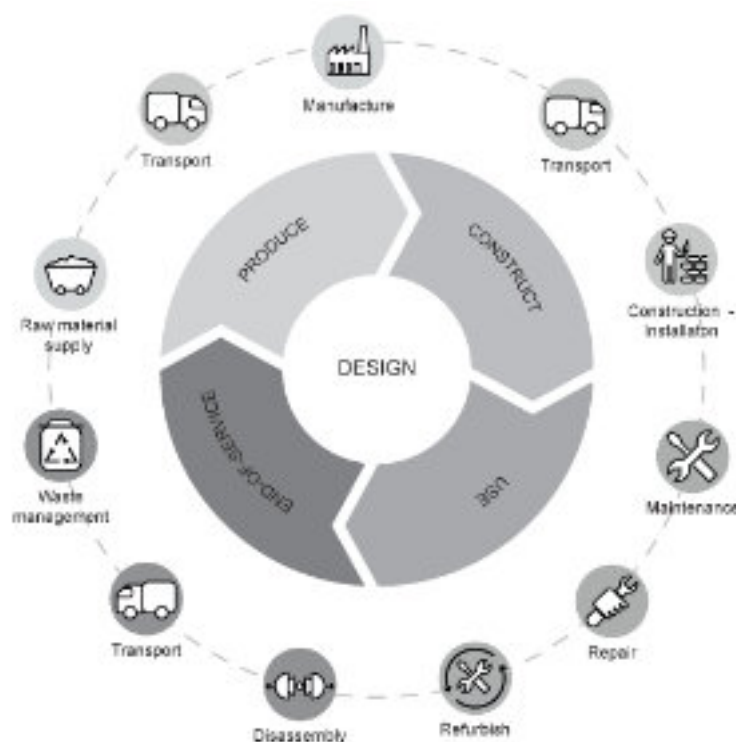 Manufacture
Transport
Transport
PRODUCE
CONSTRUCT
Raw material
supply
Construction -
Installaton
DESIGN
END-OF-SERVICE
USE
Waste
management
Maintenance
Transport
Repair
Disassembly
Refurbish